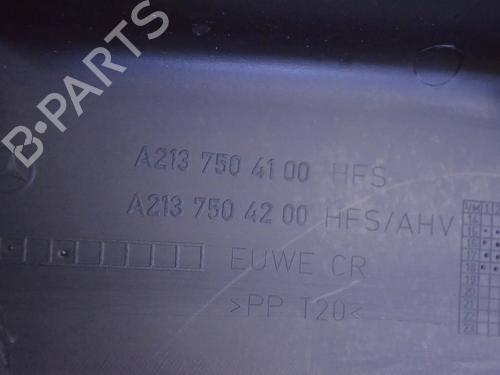 B-PARTS
A213 750 41 00 HFS
A213 750 42 00 HFS/AHV
EUWE CR
>PP T20<